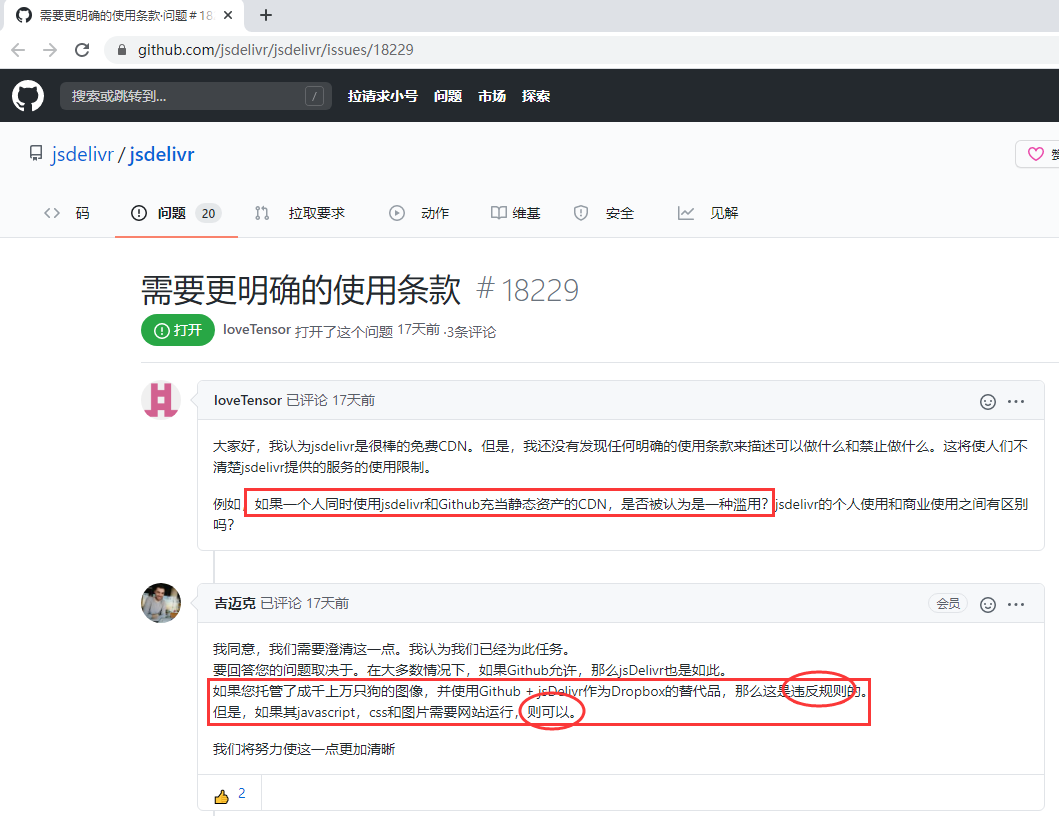 需要更明确的使用条款·问题＃18
github.com/jsdelivr/jsdelivr/issues/18229
搜索或跳转到...
/
拉请求小号 问题 市场 探索
jsdelivr / jsdelivr
码 问题 20 拉取要求 动作 维基 安全 见解
需要更明确的使用条款 ＃18229
打开 loveTensor 打开了这个问题 17天前 ·3条评论
loveTensor 已评论 17天前
大家好，我认为jsdelivr是很棒的免费CDN。但是，我还没有发现任何明确的使用条款来描述可以做什么和禁止做什么。这将使人们不
清楚jsdelivr提供的服务的使用限制。
例如，如果一个人同时使用jsdelivr和Github充当静态资产的CDN，是否被认为是一种滥用？jsdelivr的个人使用和商业使用之间有区别
吗？
吉迈克 已评论 17天前
会员
我同意，我们需要澄清这一点。我认为我们已经为此任务。
要回答您的问题取决于。在大多数情况下，如果Github允许，那么jsDelivr也是如此。
如果您托管了成千上万只狗的图像，并使用Github + jsDelivr作为Dropbox的替代品，那么这是违反规则的。
但是，如果其javascript，css和图片需要网站运行，则可以。
我们将努力使这一点更加清晰
2